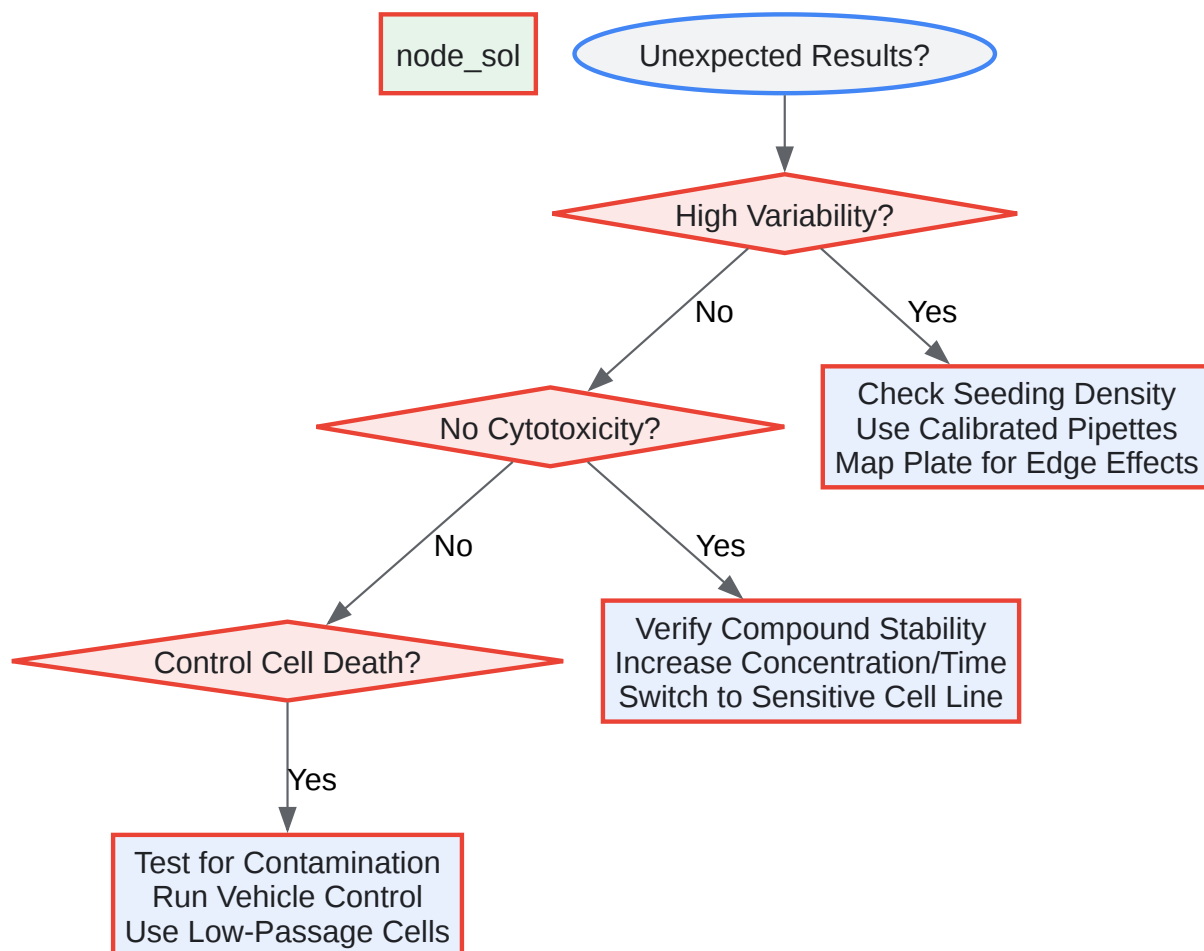 node_sol
Unexpected Results?
High Variability?
No
Yes
Check Seeding Density
Use Calibrated Pipettes
Map Plate for Edge Effects
No Cytotoxicity?
No
Yes
Verify Compound Stability
Increase Concentration/Time
Switch to Sensitive Cell Line
Control Cell Death?
Yes
Test for Contamination
Run Vehicle Control
Use Low-Passage Cells